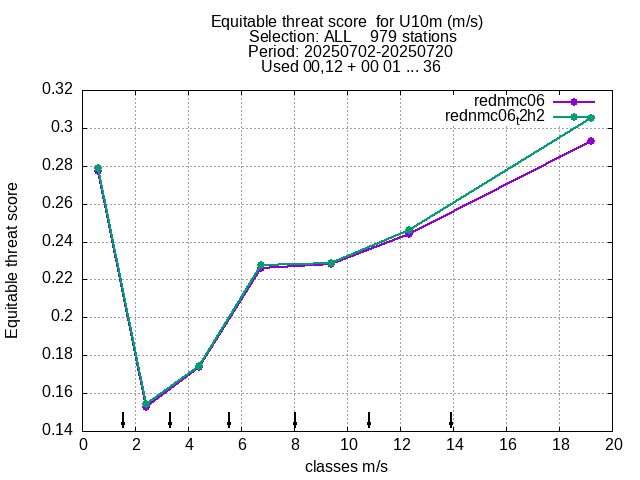 Equitable threat score  for U10m (m/s)
Selection: ALL    979 stations
Period: 20250702-20250720
Used 00,12 + 00 01 ... 36
rednmc06
rednmc06t2h2
Equitable threat score
0.32
0.3
0.28
0.26
0.24
0.22
0.2
0.18
0.16
0.14
0 2 4 6 8 10 12 14 16 18 20
classes m/s